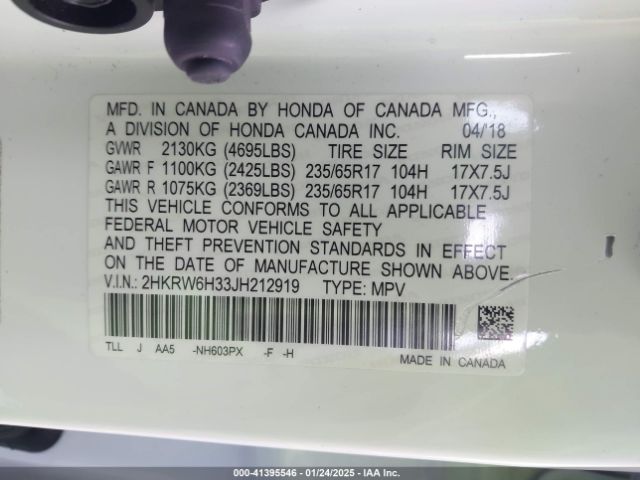 MFD. IN CANADA BY HONDA OF CANADA MFG.,
A DIVISION OF HONDA CANADA INC. 04/18
GVWR 2130KG (4695LBS) TIRE SIZE RIM SIZE
GAWR F 1100KG (2425LBS) 235/65R17 104H 17X7.5J
GAWR R 1075KG (2369LBS) 235/65R17 104H 17X7.5J
THIS VEHICLE CONFORMS TO ALL APPLICABLE
FEDERAL MOTOR VEHICLE SAFETY
AND THEFT PREVENTION STANDARDS IN EFFECT
ON THE DATE OF MANUFACTURE SHOWN ABOVE.
V.I.N.: 2HKRW6H33JH212919 TYPE: MPV
TLL J AA5 -NH603PX -F -H
MADE IN CANADA
000-41395546 - 01/24/2025 - IAA Inc.